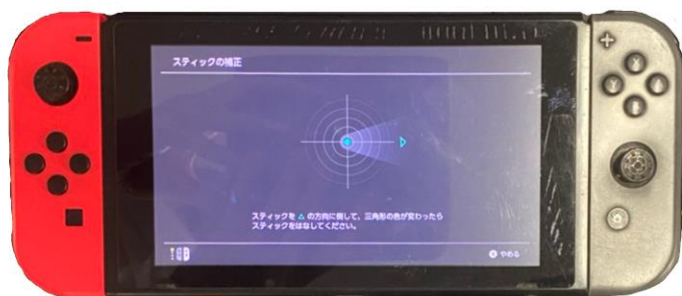 スティックの補正
スティックを △ の方向に倒して、三角形の色が変わったら
スティックをはなしてください。
やめる